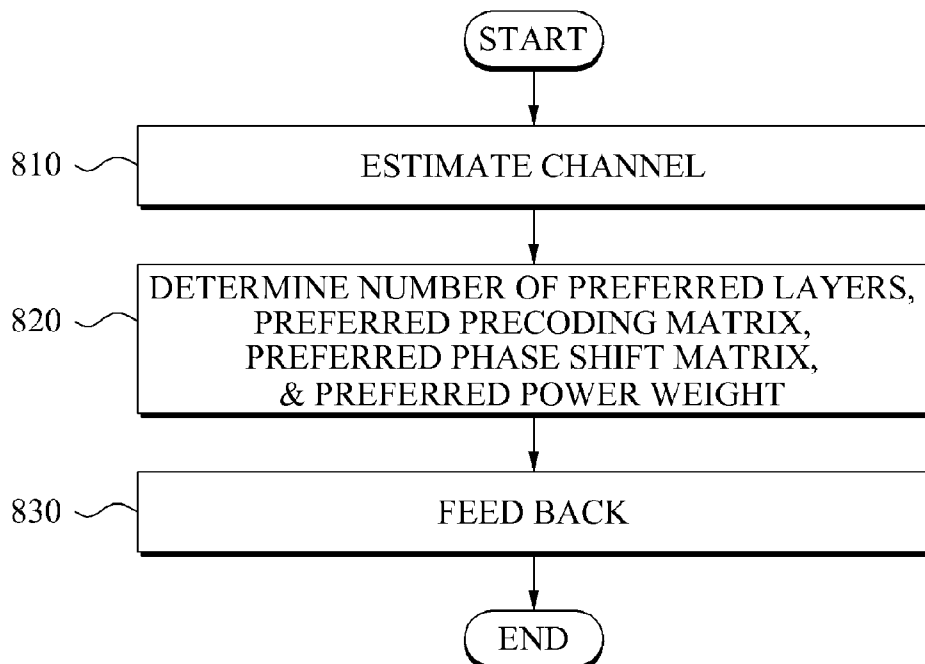 START
810
ESTIMATE CHANNEL
820
DETERMINE NUMBER OF PREFERRED LAYERS,
PREFERRED PRECODING MATRIX,
PREFERRED PHASE SHIFT MATRIX,
& PREFERRED POWER WEIGHT
830
FEED BACK
END